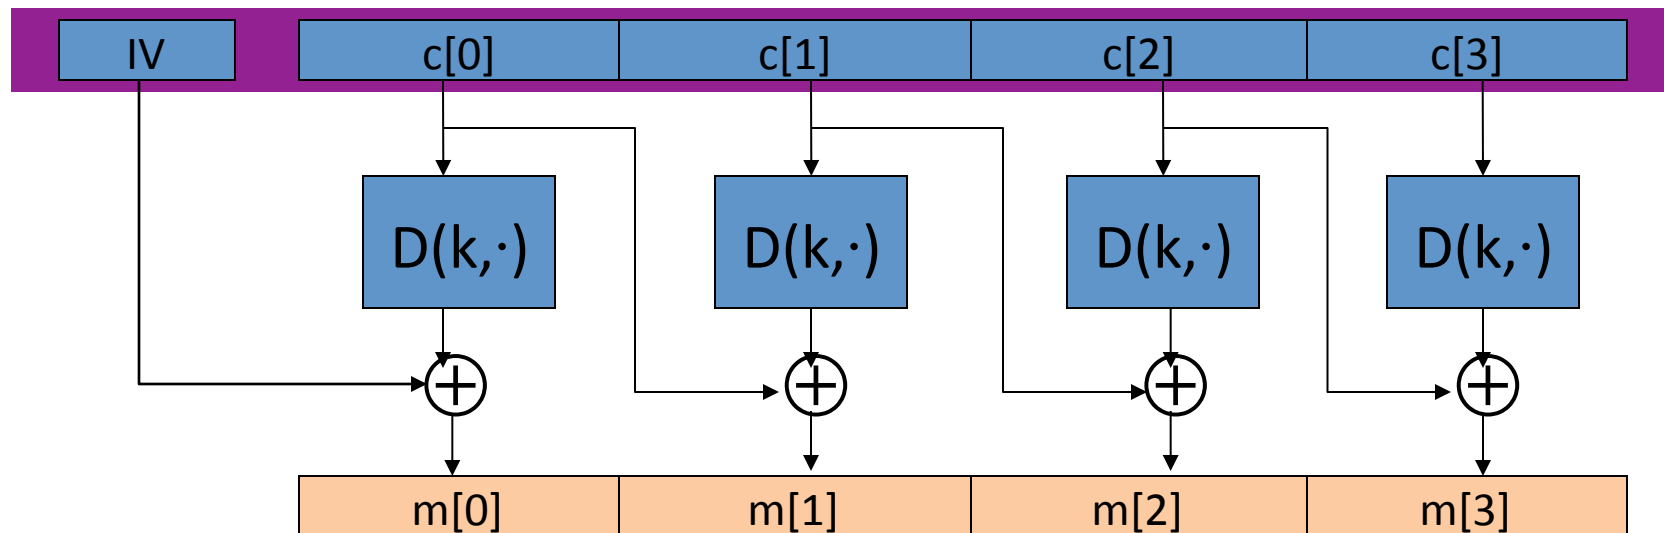 IV c[0] c[1] c[2] c[3]
D(k,·) D(k,·) D(k,·) D(k,·)
m[0] m[1] m[2] m[3]